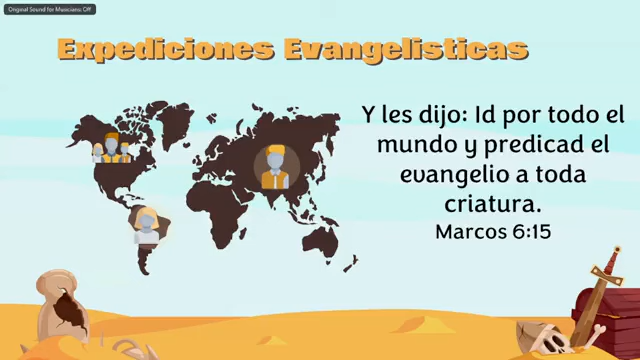 Original Sound for Musicians: Off
Expediciones Evangelisticas
Y les dijo: Id por todo el
mundo y predicad el
evangelio a toda
criatura.
Marcos 6:15